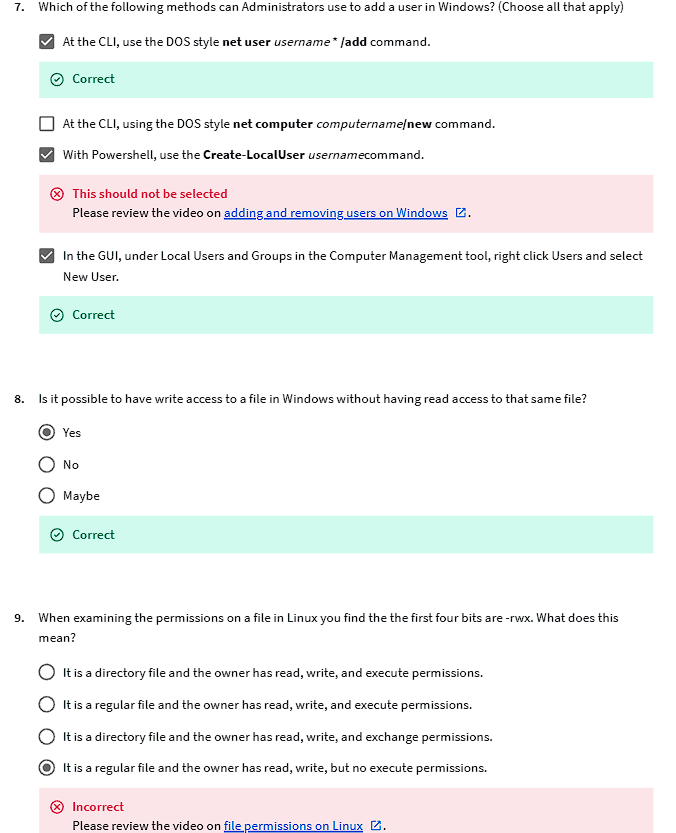 7. Which of the following methods can Administrators use to add a user in Windows? (Choose all that apply)
At the CLI, use the DOS style net user username * /add command.
Correct
At the CLI, using the DOS style net computer computername/new command.
With Powershell, use the Create-LocalUser usernamecommand.
This should not be selected
Please review the video on adding and removing users on Windows.
In the GUI, under Local Users and Groups in the Computer Management tool, right click Users and select
New User.
Correct
8. Is it possible to have write access to a file in Windows without having read access to that same file?
Yes
No
Maybe
Correct
9. When examining the permissions on a file in Linux you find the the first four bits are -rwx. What does this
mean?
It is a directory file and the owner has read, write, and execute permissions.
It is a regular file and the owner has read, write, and execute permissions.
It is a directory file and the owner has read, write, and exchange permissions.
It is a regular file and the owner has read, write, but no execute permissions.
Incorrect
Please review the video on file permissions on Linux.